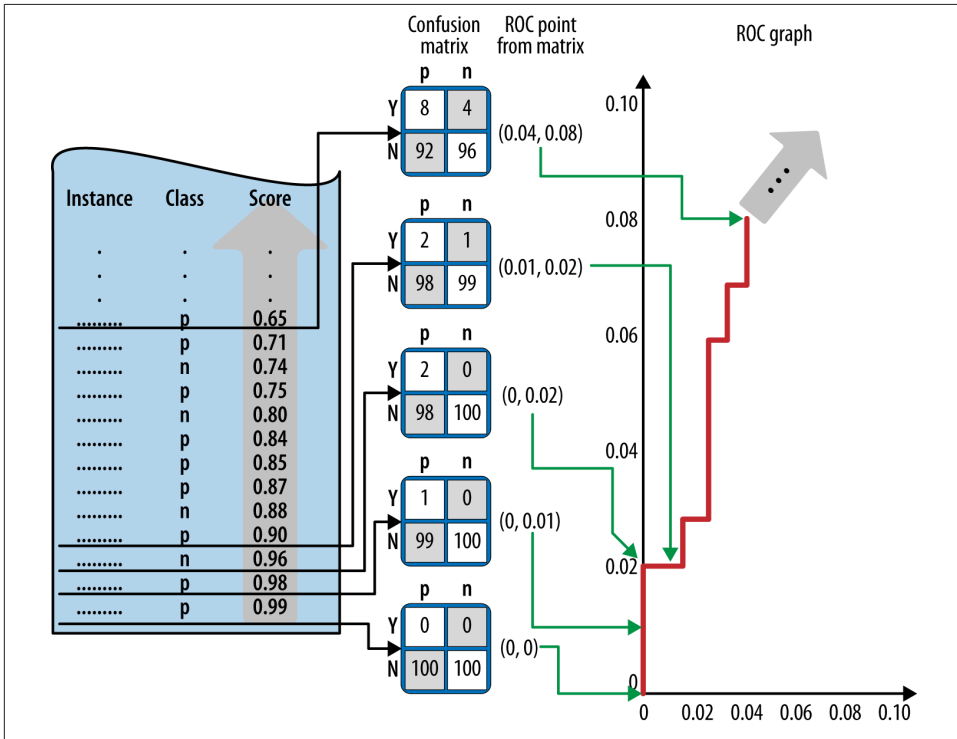 Confusion matrix
ROC point from matrix
ROC graph
Instance Class Score
. . .
. . .
. . .
......... p 0.65
......... p 0.71
......... n 0.74
......... p 0.75
......... n 0.80
......... p 0.84
......... p 0.85
......... p 0.87
......... n 0.88
......... p 0.90
......... n 0.96
......... p 0.98
......... p 0.99
p n
Y 8 4
N 92 96
(0.04, 0.08)
p n
Y 2 1
N 98 99
(0.01, 0.02)
p n
Y 2 0
N 98 100
(0, 0.02)
p n
Y 1 0
N 99 100
(0, 0.01)
p n
Y 0 0
N 100 100
(0, 0)
0.10
0.08
0.06
0.04
0.02
0
...
0 0.02 0.04 0.06 0.08 0.10